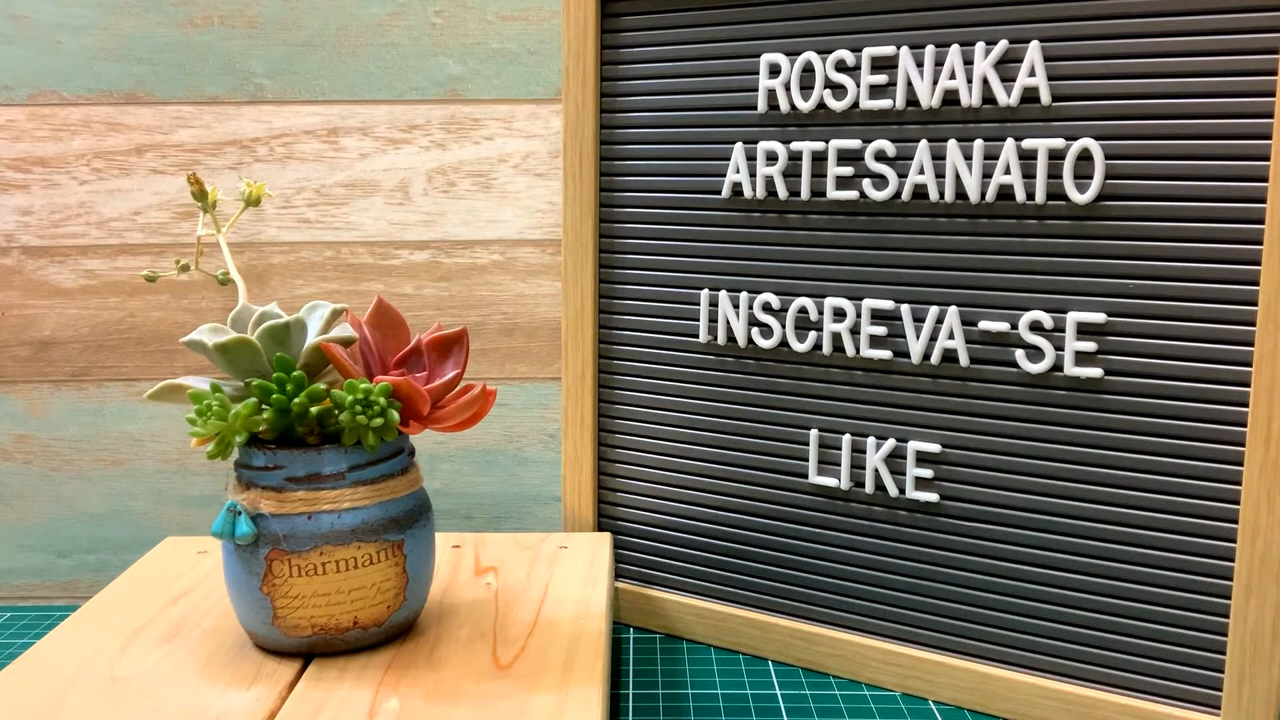 ROSENAKA
ARTESANATO
INSCREVA-SE
LIKE
Charmant